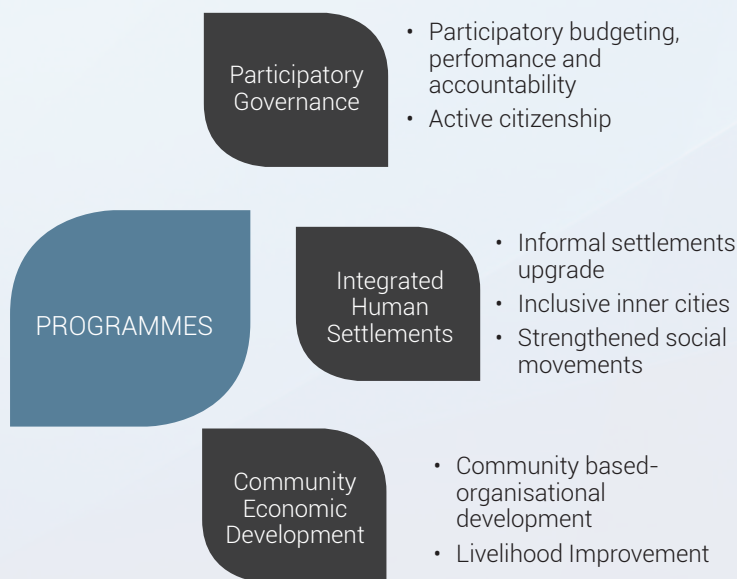 Participatory
Governance
• Participatory budgeting,
perfomance and
accountability
• Active citizenship
PROGRAMMES
Integrated
Human
Settlements
• Informal settlements
upgrade
• Inclusive inner cities
• Strengthened social
movements
Community
Economic
Development
• Community based-
organisational
development
• Livelihood Improvement